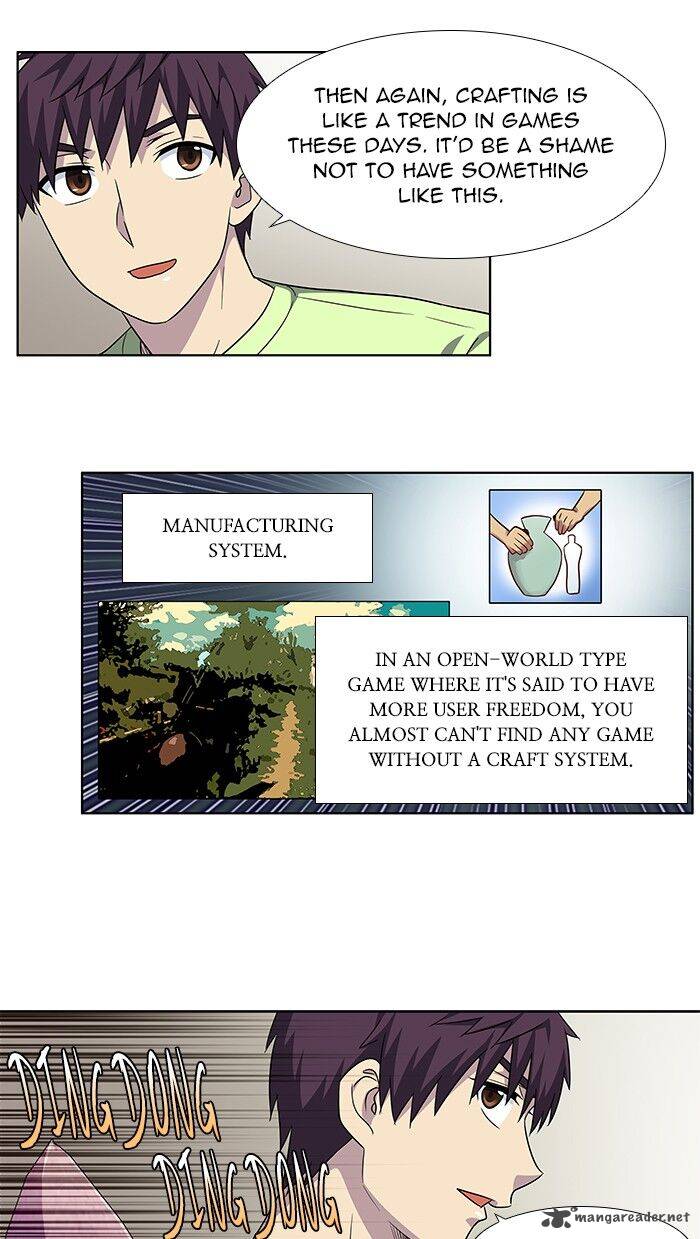 THEN AGAIN, CRAFTING IS
LIKE A TREND IN GAMES
THESE DAYS. IT'D BE A SHAME
NOT TO HAVE SOMETHING
LIKE THIS.
MANUFACTURING
SYSTEM.
IN AN OPEN-WORLD TYPE
GAME WHERE IT'S SAID TO HAVE
MORE USER FREEDOM, YOU
ALMOST CAN'T FIND ANY GAME
WITHOUT A CRAFT SYSTEM.
DING DONG
DING DONG
mangareader.net